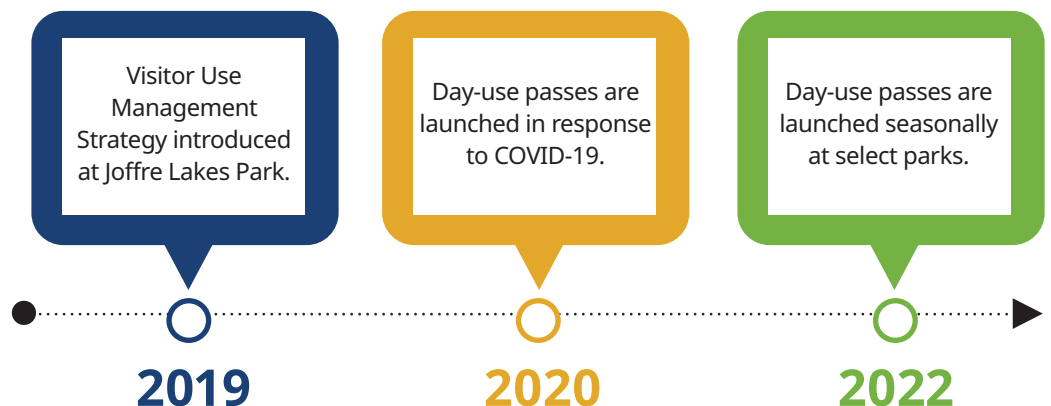 Visitor Use
Management
Strategy introduced
at Joffre Lakes Park.
Day-use passes are
launched in response
to COVID-19.
Day-use passes are
launched seasonally
at select parks.
2019
2020
2022